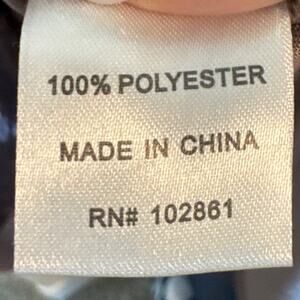 100% POLYESTER
MADE IN CHINA
RN# 102861